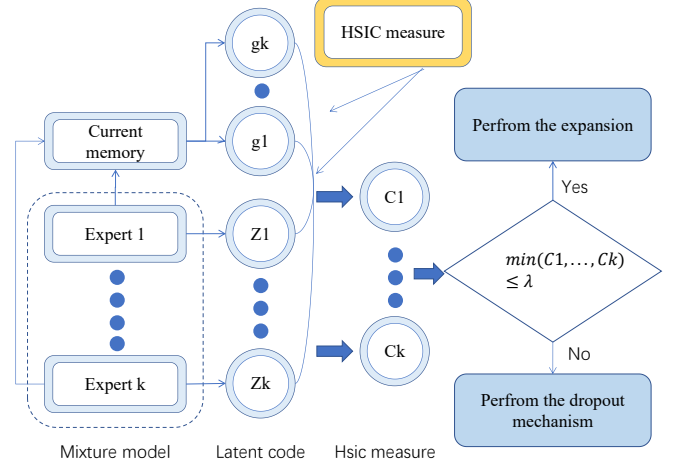 gk
HSIC measure
Current
memory
g1
Perfrom the expansion
C1
Yes
Expert 1
Z1
min(C1, … , Ck)
≤ λ
Ck
No
Expert k
Zk
Perfrom the dropout
mechanism
Mixture model
Latent code
Hsic measure